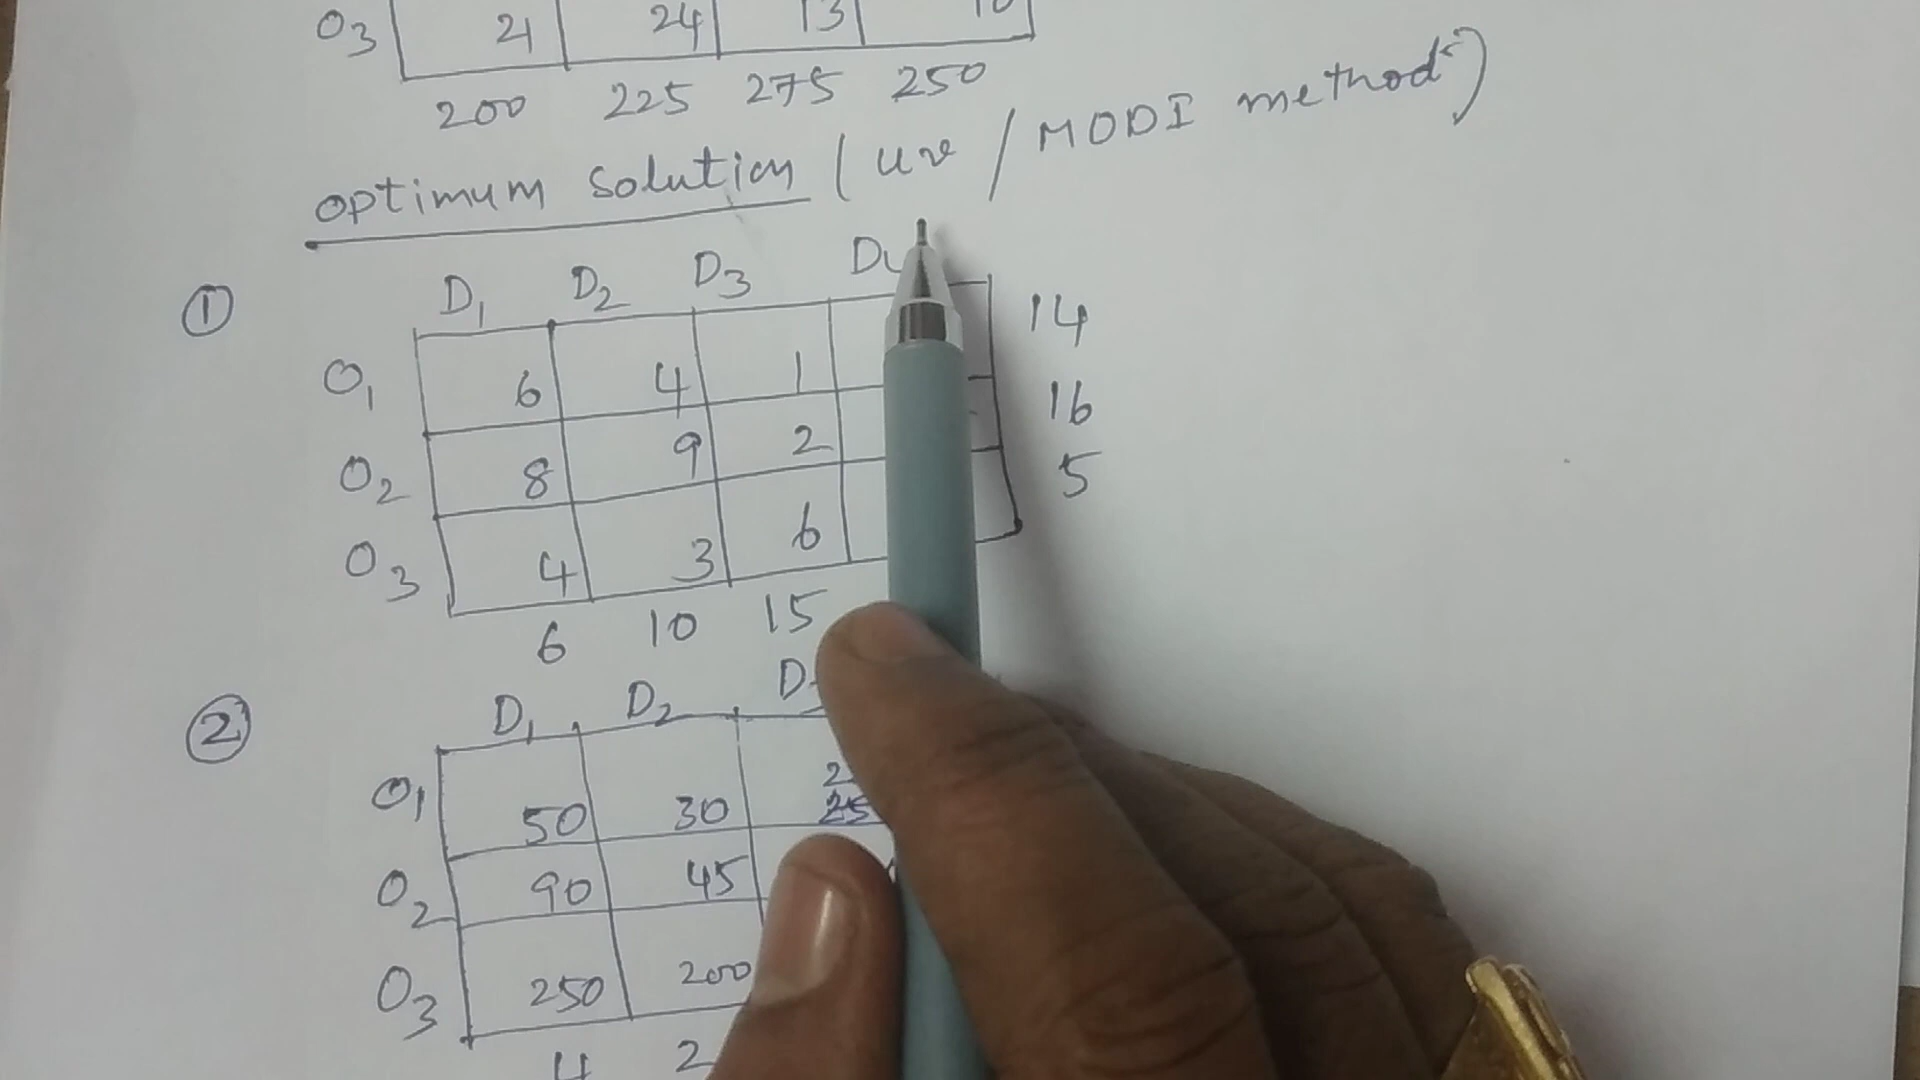 O3 21 24 13
200 225 275 250
optimum solution (uv / MODI method)
① D1 D2 D3
O1 6 4 1 14
O2 8 9 2 16
O3 4 3 6 5
6 10 15
② D1 D2
O1 50 30
O2 90 45
O3 250 200
4 2